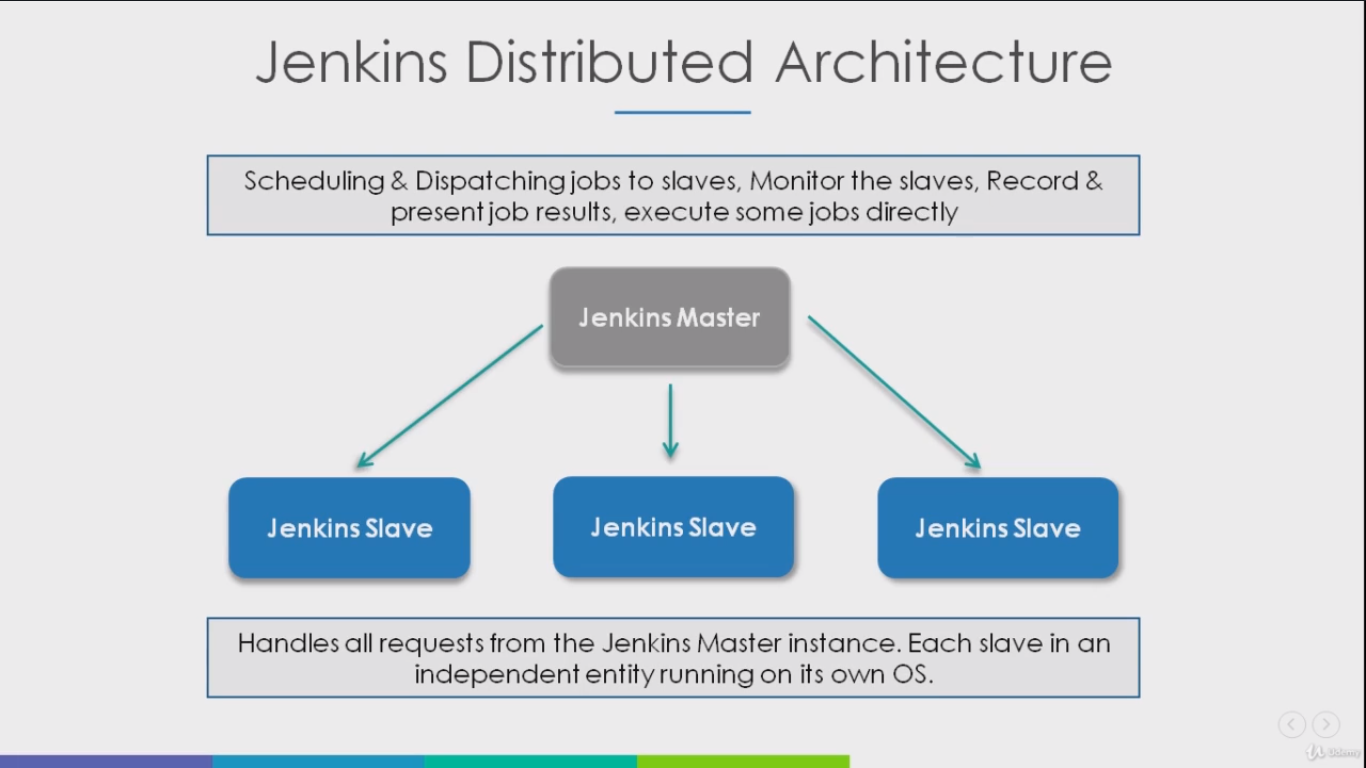 Jenkins Distributed Architecture
Scheduling & Dispatching jobs to slaves, Monitor the slaves, Record &
present job results, execute some jobs directly
Jenkins Master
Jenkins Slave
Jenkins Slave
Jenkins Slave
Handles all requests from the Jenkins Master instance. Each slave in an
independent entity running on its own OS.
Udemy